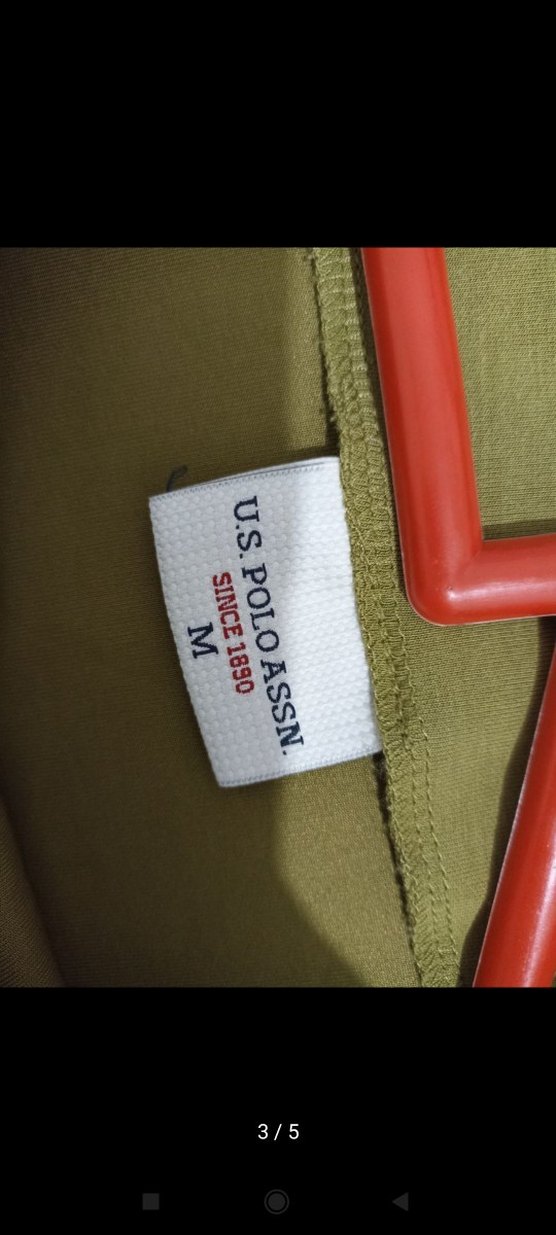 U.S. POLO ASSN.
SINCE 1890
M
3 / 5